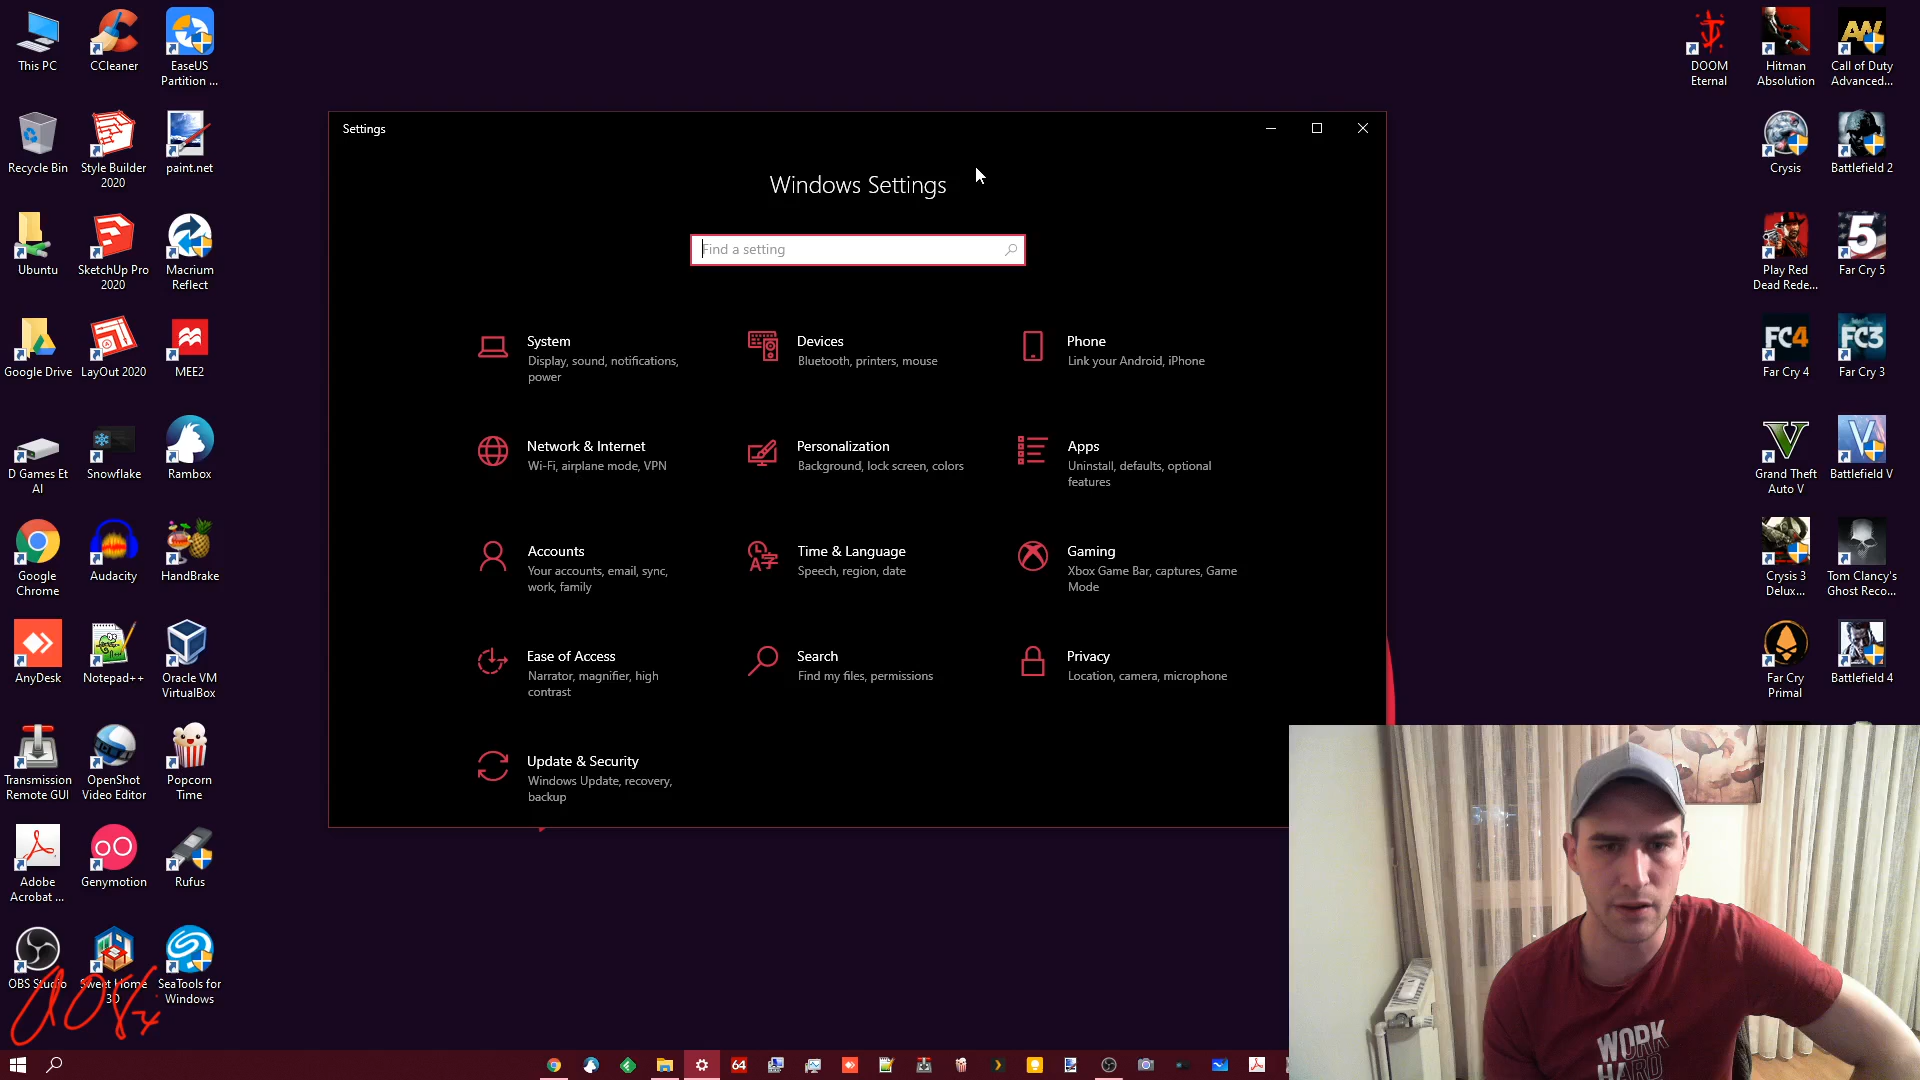 This PC
CCleaner
EaseUS
Partition ...
Recycle Bin
Style Builder
2020
paint.net
Ubuntu
SketchUp Pro
2020
Macrium
Reflect
Google Drive
LayOut 2020
MEE2
D Games Et
Al
Snowflake
Rambox
Google
Chrome
Audacity
HandBrake
AnyDesk
Notepad++
Oracle VM
VirtualBox
Transmission
Remote GUI
OpenShot
Video Editor
Popcorn
Time
Adobe
Acrobat ...
Genymotion
Rufus
OBS Studio
Sweet Home
3D
SeaTools for
Windows
Settings
Windows Settings
Find a setting
System
Display, sound, notifications,
power
Devices
Bluetooth, printers, mouse
Phone
Link your Android, iPhone
Network & Internet
Wi-Fi, airplane mode, VPN
Personalization
Background, lock screen, colors
Apps
Uninstall, defaults, optional
features
Accounts
Your accounts, email, sync,
work, family
Time & Language
Speech, region, date
Gaming
Xbox Game Bar, captures, Game
Mode
Ease of Access
Narrator, magnifier, high
contrast
Search
Find my files, permissions
Privacy
Location, camera, microphone
Update & Security
Windows Update, recovery,
backup
DOOM
Eternal
Hitman
Absolution
AW
Call of Duty
Advanced...
Crysis
Battlefield 2
Play Red
Dead Rede...
5
Far Cry 5
FC4
Far Cry 4
FC3
Far Cry 3
V
Grand Theft
Auto V
V
Battlefield V
Crysis 3
Delux...
Tom Clancy's
Ghost Reco...
Far Cry
Primal
Battlefield 4
64
WORK
HARD